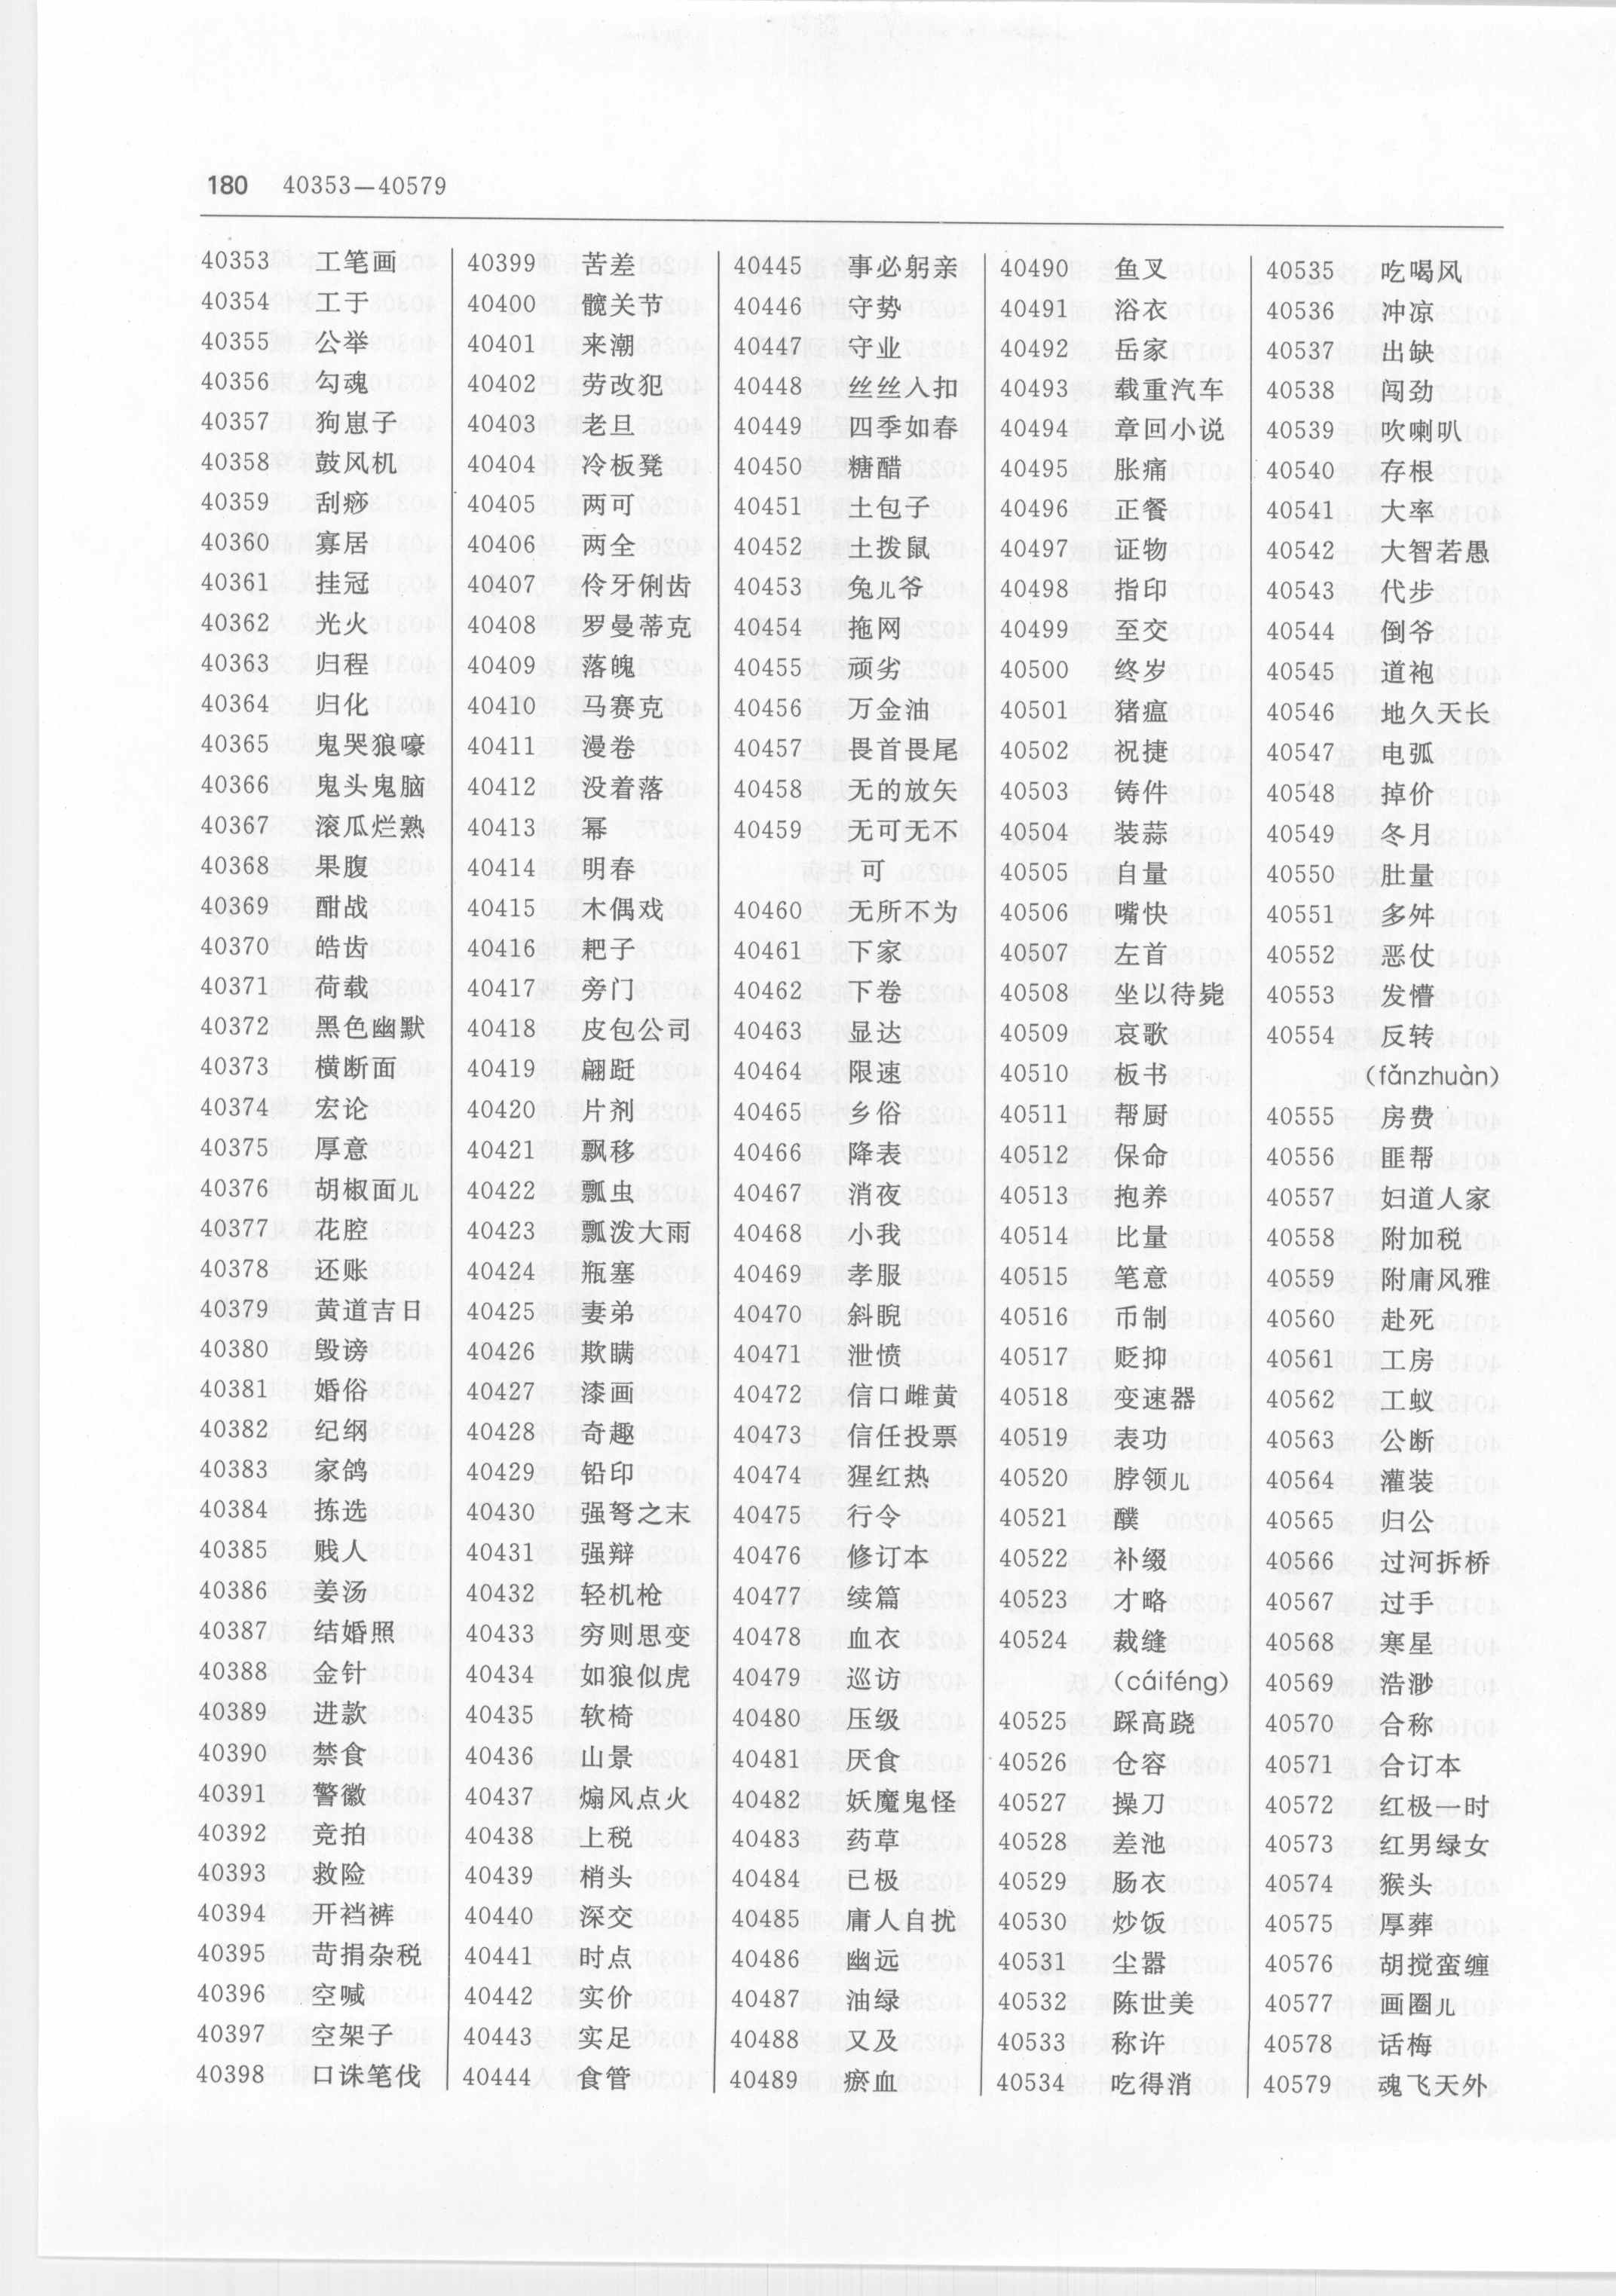 180 40353—40579
40353 工笔画
40354 工于
40355 公举
40356 勾魂
40357 狗崽子
40358 鼓风机
40359 刮痧
40360 寡居
40361 挂冠
40362 光火
40363 归程
40364 归化
40365 鬼哭狼嚎
40366 鬼头鬼脑
40367 滚瓜烂熟
40368 果腹
40369 酣战
40370 皓齿
40371 荷载
40372 黑色幽默
40373 横断面
40374 宏论
40375 厚意
40376 胡椒面儿
40377 花腔
40378 还账
40379 黄道吉日
40380 毁谤
40381 婚俗
40382 纪纲
40383 家鸽
40384 拣选
40385 贱人
40386 姜汤
40387 结婚照
40388 金针
40389 进款
40390 禁食
40391 警徽
40392 竞拍
40393 救险
40394 开裆裤
40395 苛捐杂税
40396 空喊
40397 空架子
40398 口诛笔伐
40399 苦差
40400 髋关节
40401 来潮
40402 劳改犯
40403 老旦
40404 冷板凳
40405 两可
40406 两全
40407 伶牙俐齿
40408 罗曼蒂克
40409 落魄
40410 马赛克
40411 漫卷
40412 没着落
40413 幂
40414 明春
40415 木偶戏
40416 耙子
40417 旁门
40418 皮包公司
40419 翩跹
40420 片剂
40421 飘移
40422 瓢虫
40423 瓢泼大雨
40424 瓶塞
40425 妻弟
40426 欺瞒
40427 漆画
40428 奇趣
40429 铅印
40430 强弩之末
40431 强辩
40432 轻机枪
40433 穷则思变
40434 如狼似虎
40435 软椅
40436 山景
40437 煽风点火
40438 上税
40439 梢头
40440 深交
40441 时点
40442 实价
40443 实足
40444 食管
40445 事必躬亲
40446 守势
40447 守业
40448 丝丝入扣
40449 四季如春
40450 糖醋
40451 土包子
40452 土拨鼠
40453 兔儿爷
40454 拖网
40455 顽劣
40456 万金油
40457 畏首畏尾
40458 无的放矢
40459 无可无不
可
40460 无所不为
40461 下家
40462 下卷
40463 显达
40464 限速
40465 乡俗
40466 降表
40467 消夜
40468 小我
40469 孝服
40470 斜睨
40471 泄愤
40472 信口雌黄
40473 信任投票
40474 猩红热
40475 行令
40476 修订本
40477 续篇
40478 血衣
40479 巡访
40480 压级
40481 厌食
40482 妖魔鬼怪
40483 药草
40484 已极
40485 庸人自扰
40486 幽远
40487 油绿
40488 又及
40489 瘀血
40490 鱼叉
40491 浴衣
40492 岳家
40493 载重汽车
40494 章回小说
40495 胀痛
40496 正餐
40497 证物
40498 指印
40499 至交
40500 终岁
40501 猪瘟
40502 祝捷
40503 铸件
40504 装蒜
40505 自量
40506 嘴快
40507 左首
40508 坐以待毙
40509 哀歌
40510 板书
40511 帮厨
40512 保命
40513 抱养
40514 比量
40515 笔意
40516 币制
40517 贬抑
40518 变速器
40519 表功
40520 脖领儿
40521 醭
40522 补缀
40523 才略
40524 裁缝
(cáiféng)
40525 踩高跷
40526 仓容
40527 操刀
40528 差池
40529 肠衣
40530 炒饭
40531 尘嚣
40532 陈世美
40533 称许
40534 吃得消
40535 吃喝风
40536 冲凉
40537 出缺
40538 闯劲
40539 吹喇叭
40540 存根
40541 大率
40542 大智若愚
40543 代步
40544 倒爷
40545 道袍
40546 地久天长
40547 电弧
40548 掉价
40549 冬月
40550 肚量
40551 多舛
40552 恶仗
40553 发懵
40554 反转
(fǎnzhuàn)
40555 房费
40556 匪帮
40557 妇道人家
40558 附加税
40559 附庸风雅
40560 赴死
40561 工房
40562 工蚁
40563 公断
40564 灌装
40565 归公
40566 过河拆桥
40567 过手
40568 寒星
40569 浩渺
40570 合称
40571 合订本
40572 红极一时
40573 红男绿女
40574 猴头
40575 厚葬
40576 胡搅蛮缠
40577 画圈儿
40578 话梅
40579 魂飞天外